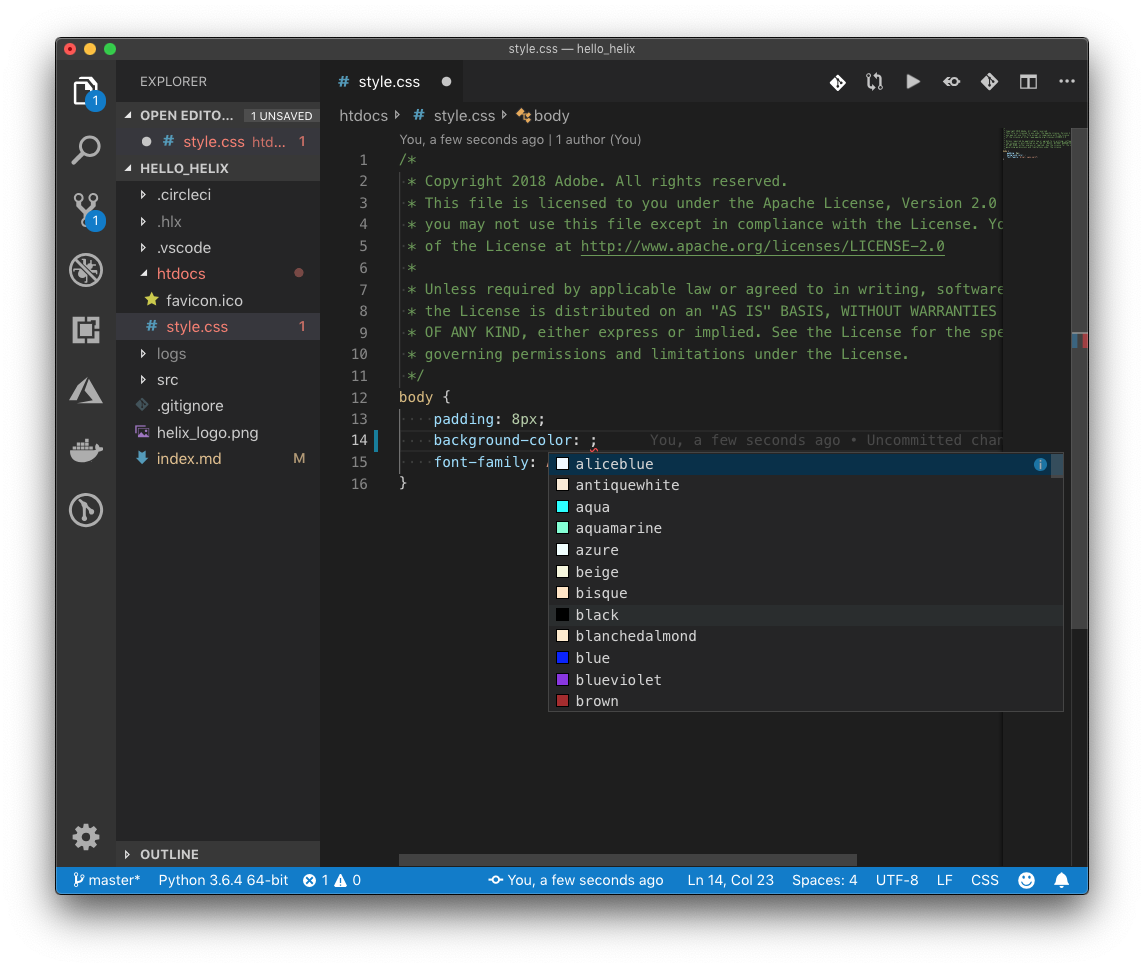 style.css — hello_helix
EXPLORER
OPEN EDITO... 1 UNSAVED
# style.css htd... 1
HELLO_HELIX
.circleci
.hlx
.vscode
htdocs
favicon.ico
# style.css 1
logs
src
.gitignore
helix_logo.png
index.md M
OUTLINE
1
1
# style.css
htdocs # style.css body
You, a few seconds ago | 1 author (You)
1 /*
2 * Copyright 2018 Adobe. All rights reserved.
3 * This file is licensed to you under the Apache License, Version 2.0
4 * you may not use this file except in compliance with the License.
5 * of the License at http://www.apache.org/licenses/LICENSE-2.0
6 *
7 * Unless required by applicable law or agreed to in writing, software
8 * the License is distributed on an "AS IS" BASIS, WITHOUT WARRANTIES
9 * OF ANY KIND, either express or implied. See the License for the spe
10 * governing permissions and limitations under the License.
11 */
12 body {
13 padding: 8px;
14 background-color: ; You, a few seconds ago • Uncommitted chan
15 font-family:
16 }
aliceblue
antiquewhite
aqua
aquamarine
azure
beige
bisque
black
blanchedalmond
blue
blueviolet
brown
master* Python 3.6.4 64-bit 1 0 You, a few seconds ago Ln 14, Col 23 Spaces: 4 UTF-8 LF CSS